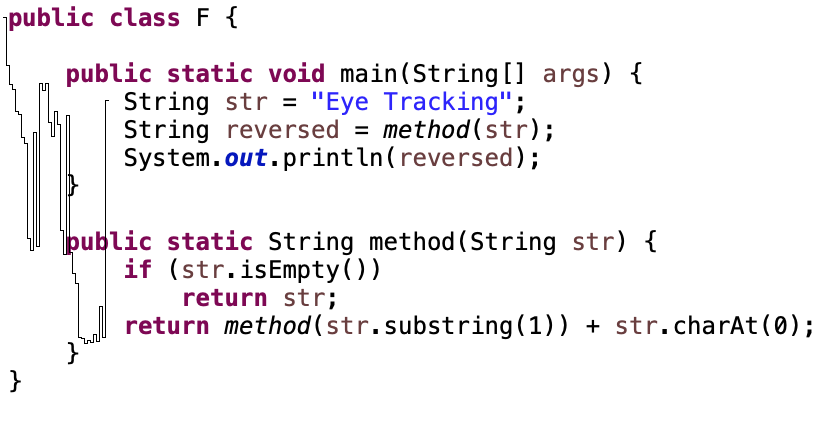 public class F {
public static void main(String[] args) {
String str = "Eye Tracking";
String reversed = method(str);
System.out.println(reversed);
}
public static String method(String str) {
if (str.isEmpty())
return str;
return method(str.substring(1)) + str.charAt(0);
}
}